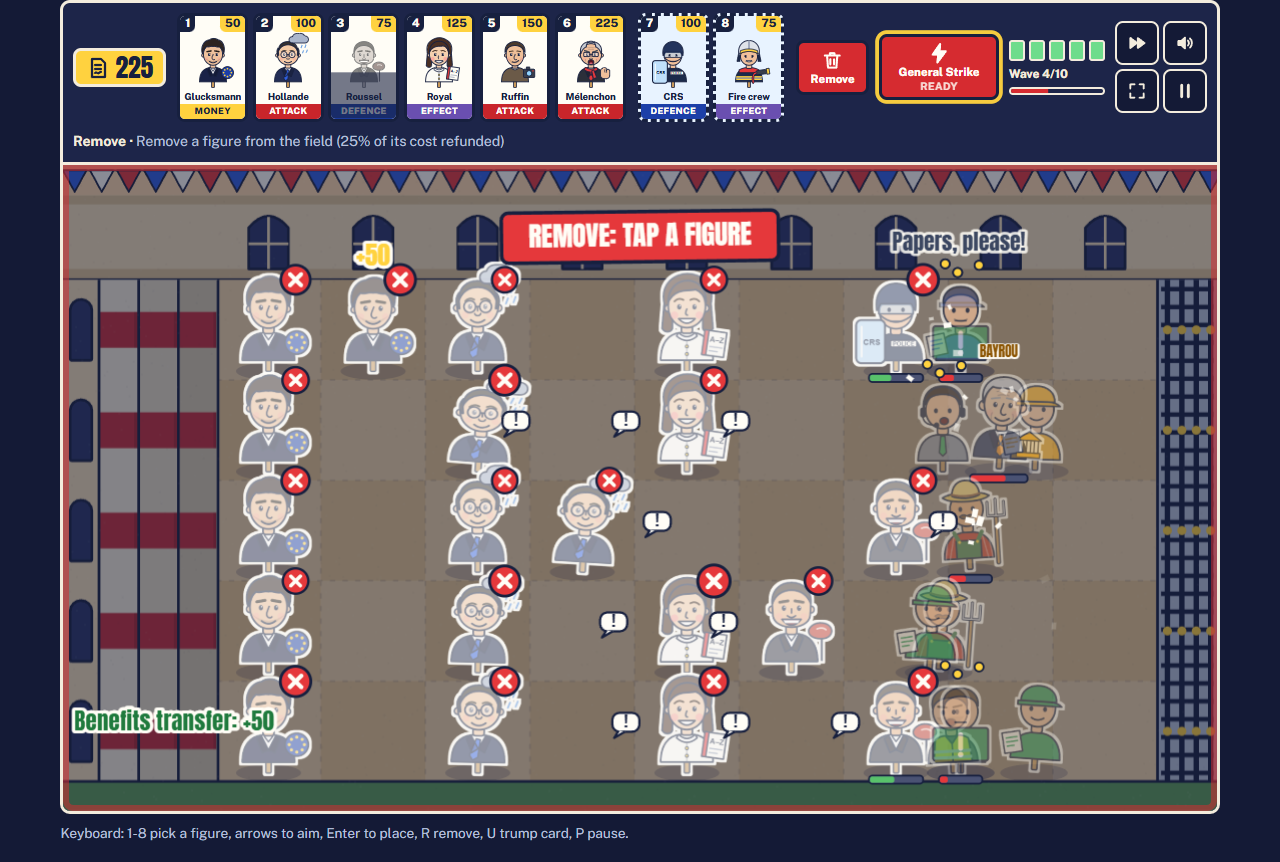 225
1 50
Glucksmann
MONEY
2 100
Hollande
ATTACK
3 75
Roussel
DEFENCE
4 125
Royal
EFFECT
5 150
Ruffin
ATTACK
6 225
Mélenchon
ATTACK
7 100
CRS
CRS
DEFENCE
8 75
Fire crew
EFFECT
Remove
General Strike
READY
Wave 4/10
Remove · Remove a figure from the field (25% of its cost refunded)
REMOVE: TAP A FIGURE
+50
Papers, please!
CRS
POLICE
BAYROU
A-Z
!
!
A-Z
!
!
!
!
A-Z
!
Benefits transfer: +50
!
A-Z
!
!
Keyboard: 1-8 pick a figure, arrows to aim, Enter to place, R remove, U trump card, P pause.